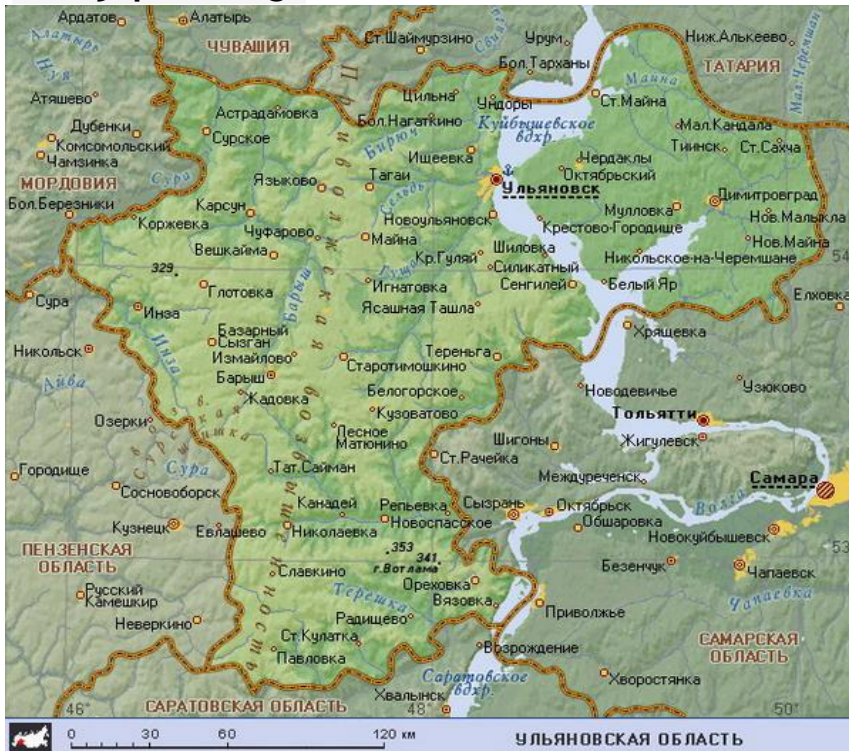 Ардатов
Алатырь
Ст.Шаймурзино
Урум
Ниж.Алькеево
Алатырь
ЧУВАШИЯ
Свияга
Бол.Тарханы
ТАТАРИЯ
Нуя
Майна
Мал.Черемшан
Атяшево
Цильна
Ундоры
Ст.Майна
Астрадамовка
Бол.Нагаткино
Куйбышевское
вдхр.
Дубенки
Сурское
Мал.Кандала
Комсомольский
Бирюч
Тиинск
Ст.Сахча
Чамзинка
Ишеевка
Чердаклы
Октябрьский
Сура
Языково
Тагаи
Ульяновск
Димитровград
МОРДОВИЯ
Сельдь
Бол.Березники
Карсун
Новоульяновск
Мулловка
Нов.Малыкла
Коржевка
Чуфарово
Майна
Крестово-Городище
Вешкайма
Кр.Гуляй
Шиловка
Нов.Майна
329
Гуща
Силикатный
Никольское-на-Черемшане
54
Сура
Глотовка
Барыш
Игнатовка
Сенгилей
Белый Яр
Елховка
Инза
Ясашная Ташла
Базарный
Сызган
Хрящевка
Никольск
Инза
Измайлово
Старотимошкино
Тереньга
Айва
Барыш
Белогорское
Новодевичье
Узюково
Жадовка
Кузоватово
Тольятти
Озерки
Лесное
Матюнино
Шигоны
Жигулевск
Приволжская возвышенность
Сура
Тат.Сайман
Ст.Рачейка
Междуреченск
Самара
Городище
Сосновоборск
Канадей
Репьевка
Сызрань
Октябрьск
Волга
Кузнецк
Евлашево
Николаевка
Новоспасское
Обшаровка
Новокуйбышевск
ПЕНЗЕНСКАЯ
ОБЛАСТЬ
353
341
г.Вотлама
53
Славкино
Безенчук
Чапаевск
Русский
Камешкир
Терешка
Ореховка
Чапаевка
Вязовка
Приволжье
Неверкино
Радищево
Ст.Кулатка
САМАРСКАЯ
ОБЛАСТЬ
Павловка
Возрождение
Саратовское
вдхр.
Хворостянка
САРАТОВСКАЯ ОБЛАСТЬ
Хвалынск
46°
48°
50°
0 30 60 120 км
УЛЬЯНОВСКАЯ ОБЛАСТЬ